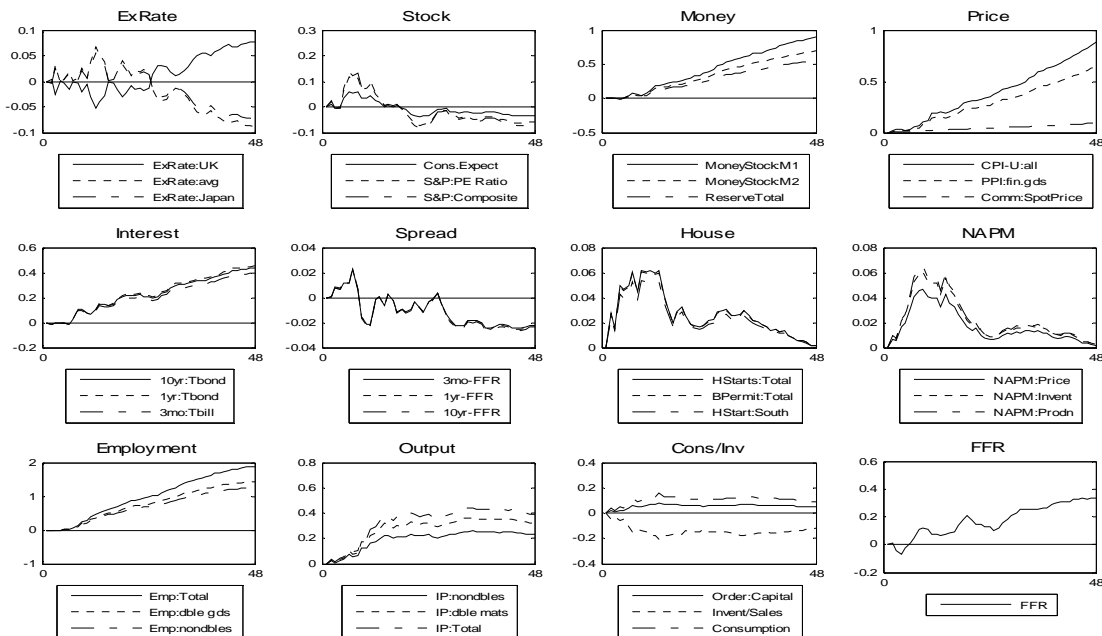 ExRate Stock Money Price
0.1 0.3 1 1
0.05 0.2
0 0.1 0.5 0.5
-0.05 0 0
-0.1 -0.1 -0.5 0
0 48 0 48 0 48 0 48
ExRate:UK Cons.Expect MoneyStock:M1 CPI-U:all
ExRate:avg S&P:PE Ratio MoneyStock:M2 PPI:fin.gds
ExRate:Japan S&P:Composite ReserveTotal Comm:SpotPrice
Interest Spread House NAPM
0.6 0.04 0.08 0.08
0.4 0.02 0.06 0.06
0.2 0 0.04 0.04
0 -0.02 0.02 0.02
-0.2 -0.04 0 0
0 48 0 48 0 48 0 48
10yr:Tbond 3mo-FFR HStarts:Total NAPM:Price
1yr:Tbond 1yr-FFR BPermit:Total NAPM:Invent
3mo:Tbill 10yr-FFR HStart:South NAPM:Prodn
Employment Output Cons/Inv FFR
2 0.8 0.4 0.6
1 0.6 0.2 0.4
0.4 0 0.2
0 0.2 -0.2 0
-1 0 -0.4 -0.2
0 48 0 48 0 48 0 48
Emp:Total IP:nondbles Order:Capital FFR
Emp:dble gds IP:dble mats Invent/Sales
Emp:nondbles IP:Total Consumption